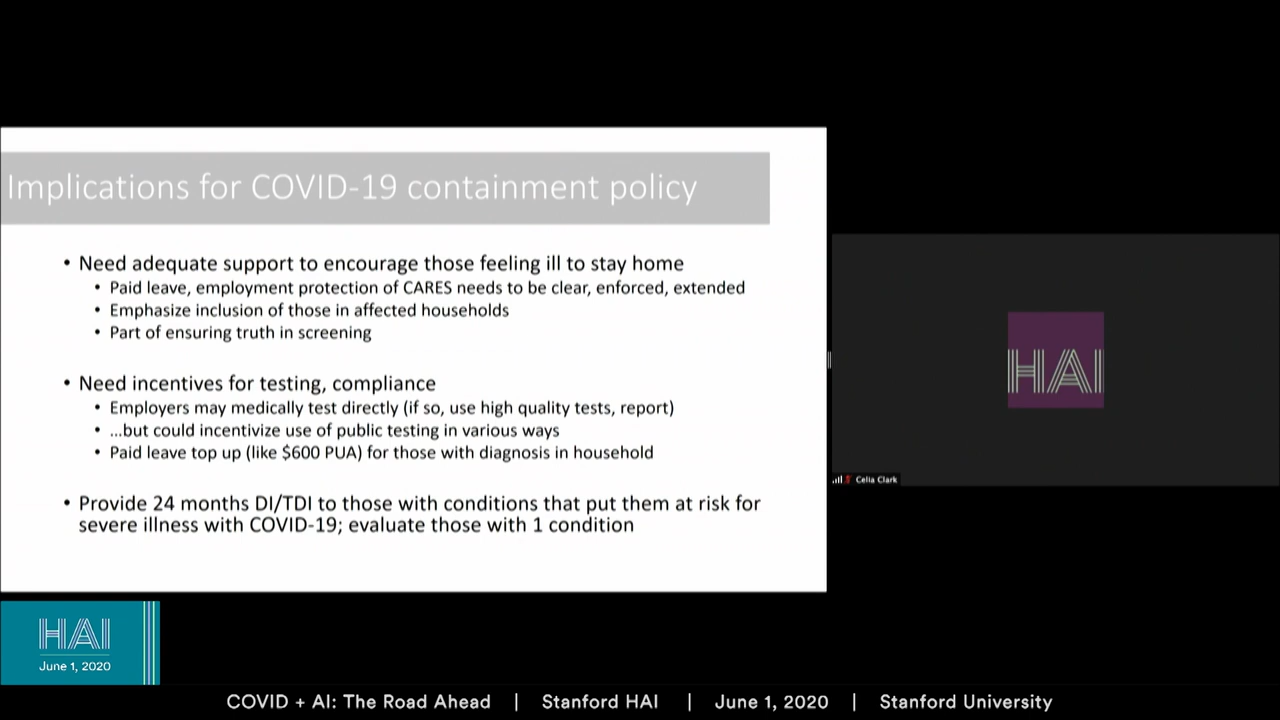 Implications for COVID-19 containment policy
• Need adequate support to encourage those feeling ill to stay home
• Paid leave, employment protection of CARES needs to be clear, enforced, extended
• Emphasize inclusion of those in affected households
• Part of ensuring truth in screening
• Need incentives for testing, compliance
• Employers may medically test directly (if so, use high quality tests, report)
• …but could incentivize use of public testing in various ways
• Paid leave top up (like $600 PUA) for those with diagnosis in household
• Provide 24 months DI/TDI to those with conditions that put them at risk for
severe illness with COVID-19; evaluate those with 1 condition
HAI
Celia Clark
HAI
June 1, 2020
COVID + AI: The Road Ahead | Stanford HAI | June 1, 2020 | Stanford University